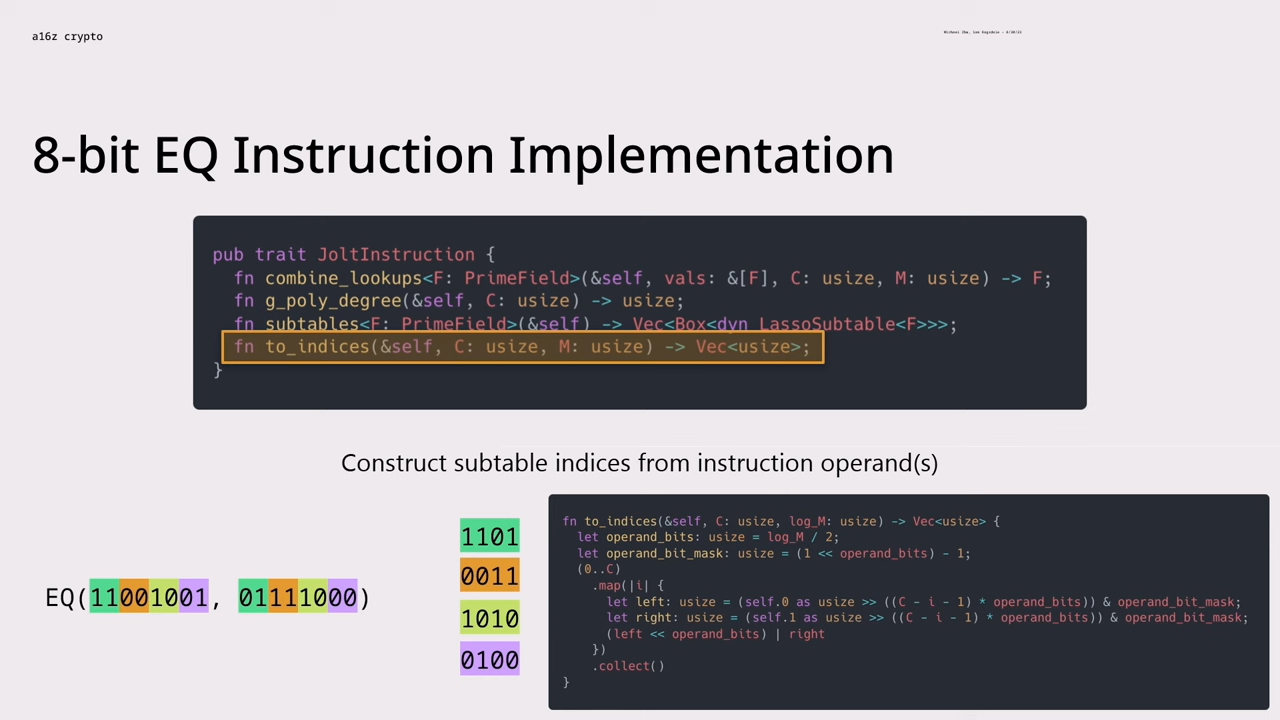 a16z crypto
8-bit EQ Instruction Implementation
pub trait JoltInstruction {
fn combine_lookups<F: PrimeField>(&self, vals: &[F], C: usize, M: usize) -> F;
fn g_poly_degree(&self, C: usize) -> usize;
fn subtables<F: PrimeField>(&self) -> Vec<Box<dyn LassoSubtable<F>>>;
fn to_indices(&self, C: usize, M: usize) -> Vec<usize>;
}
Construct subtable indices from instruction operand(s)
EQ(11001001, 01111000)
1101
0011
1010
0100
fn to_indices(&self, C: usize, log_M: usize) -> Vec<usize> {
let operand_bits: usize = log_M / 2;
let operand_bit_mask: usize = (1 << operand_bits) - 1;
(0..C)
.map(|i| {
let left: usize = (self.0 as usize >> ((C - i - 1) * operand_bits)) & operand_bit_mask;
let right: usize = (self.1 as usize >> ((C - i - 1) * operand_bits)) & operand_bit_mask;
(left << operand_bits) | right
})
.collect()
}